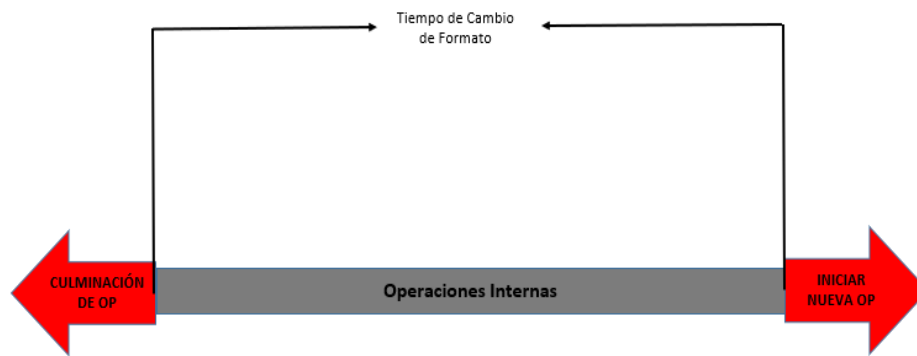 Tiempo de Cambio
de Formato
CULMINACIÓN
DE OP
Operaciones Internas
INICIAR
NUEVA OP